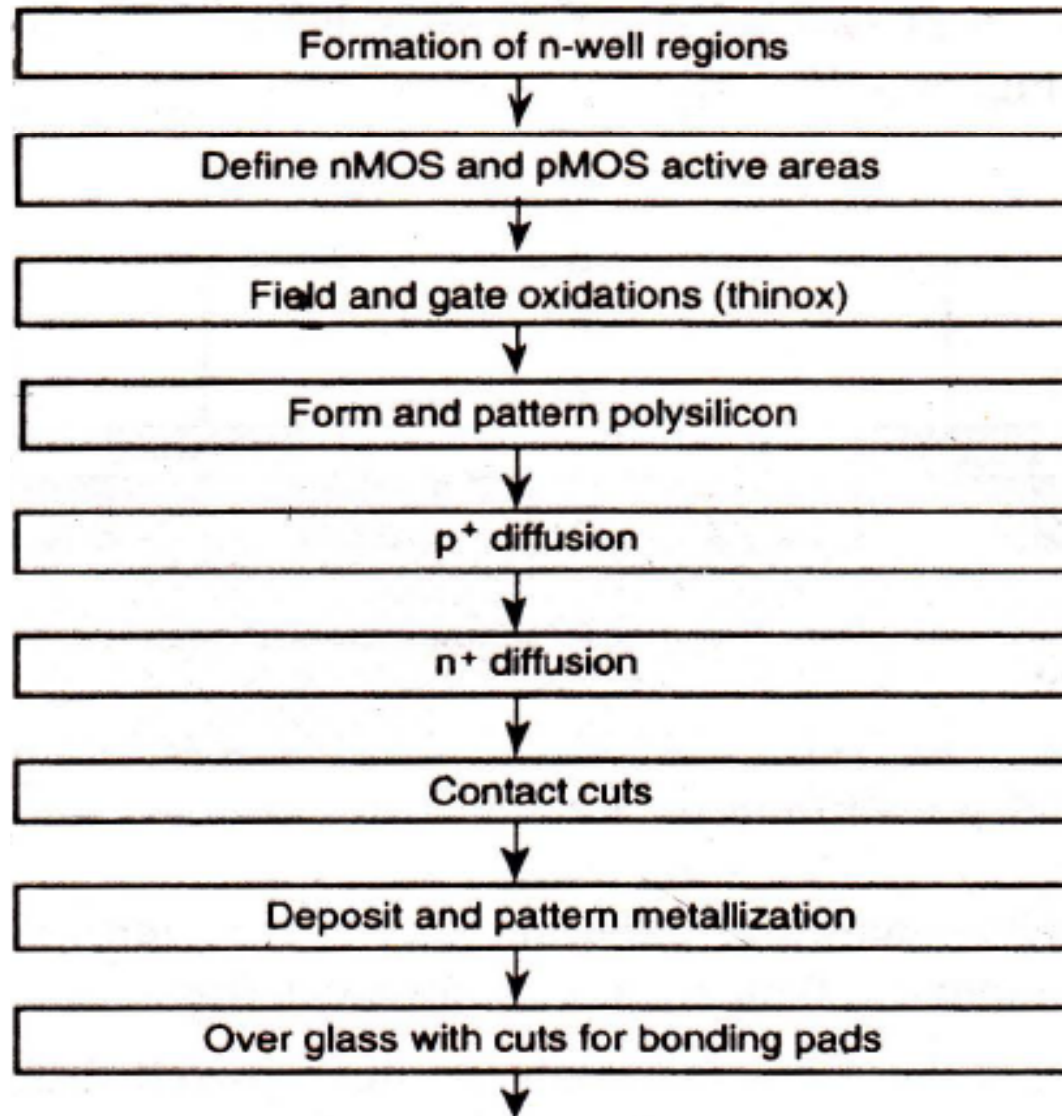 Formation of n-well regions
Define nMOS and pMOS active areas
Field and gate oxidations (thinox)
Form and pattern polysilicon
p⁺ diffusion
n⁺ diffusion
Contact cuts
Deposit and pattern metallization
Over glass with cuts for bonding pads